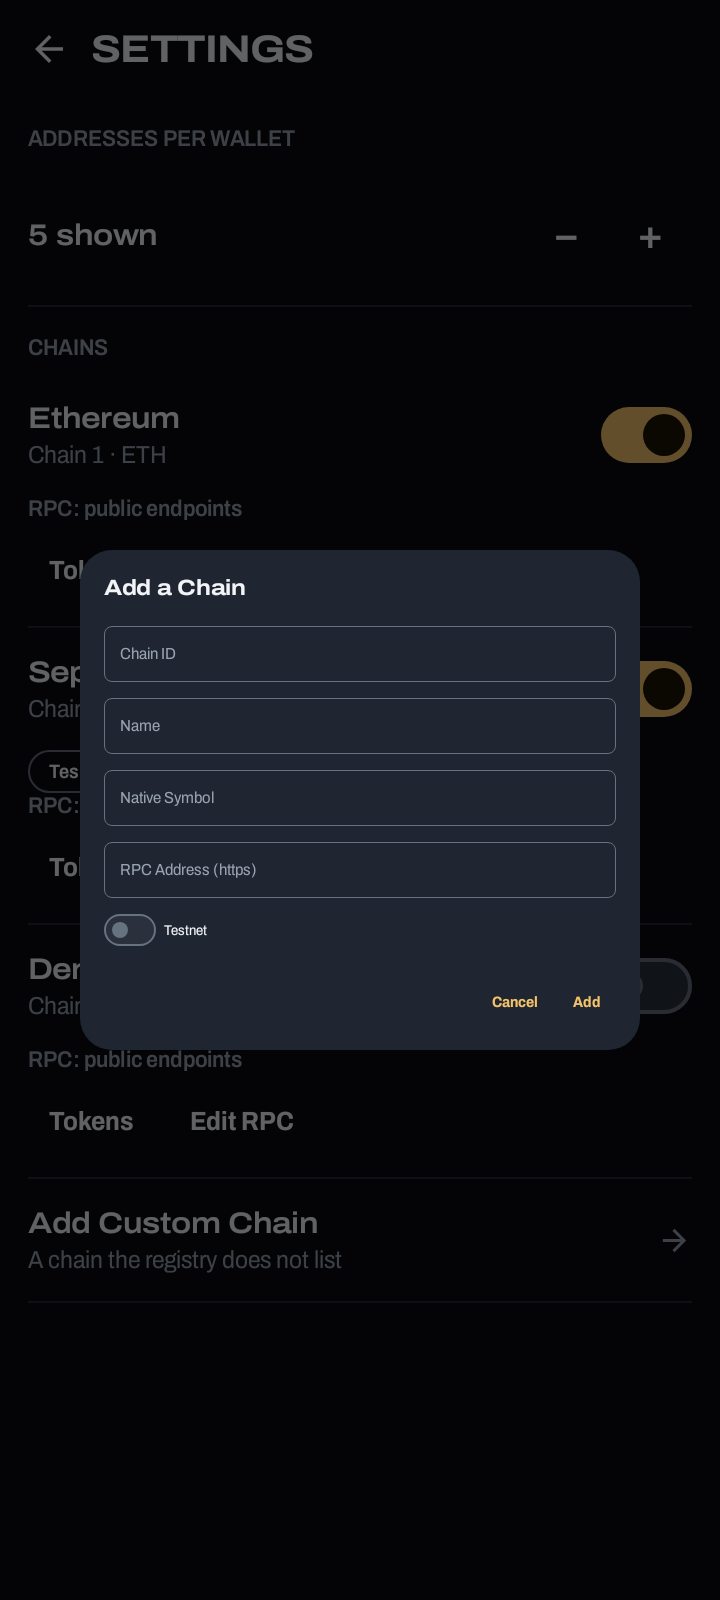 SETTINGS
ADDRESSES PER WALLET
5 shown
CHAINS
Ethereum
Chain 1 · ETH
RPC: public endpoints
Add a Chain
Chain ID
Name
Native Symbol
RPC:
RPC Address (https)
Testnet
Cancel Add
RPC: public endpoints
Tokens Edit RPC
Add Custom Chain
A chain the registry does not list